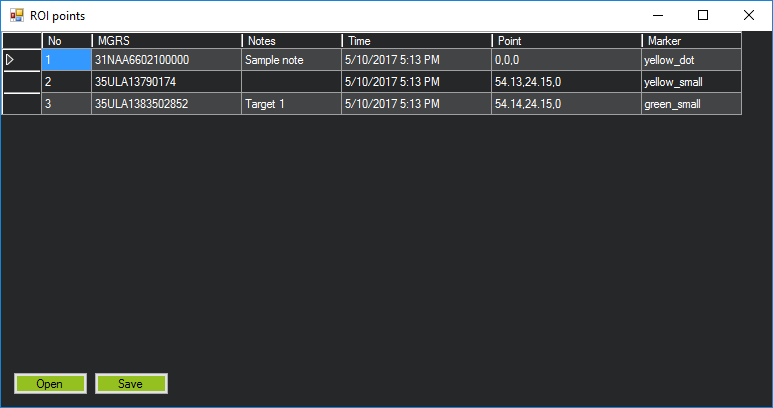 ROI points
No MGRS Notes Time Point Marker
1 31NAA6602100000 Sample note 5/10/2017 5:13 PM 0,0,0 yellow_dot
2 35ULA13790174 5/10/2017 5:13 PM 54.13,24.15,0 yellow_small
3 35ULA1383502852 Target 1 5/10/2017 5:13 PM 54.14,24.15,0 green_small
Open Save